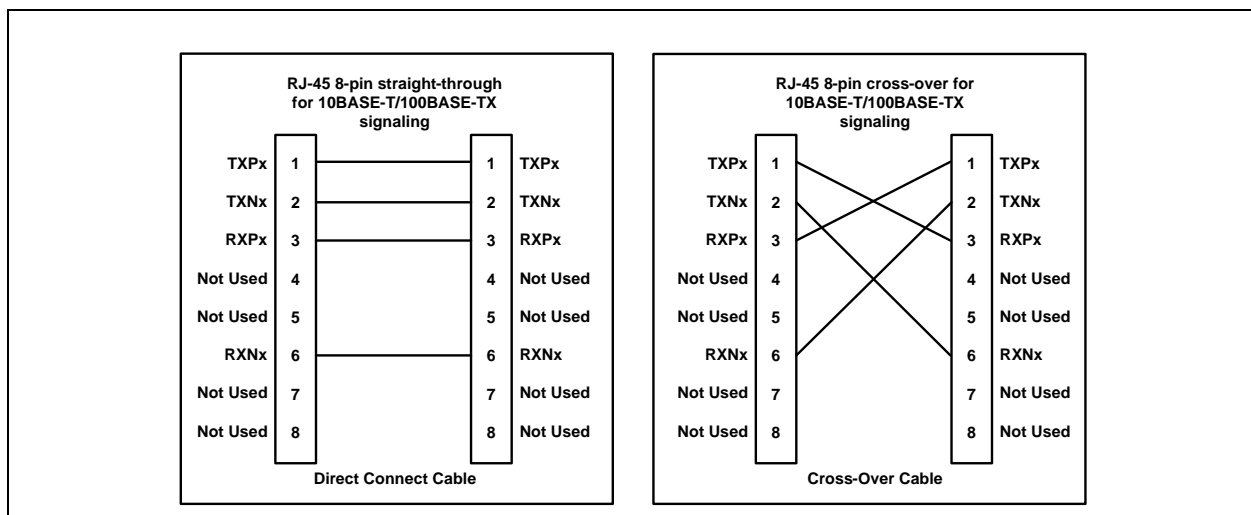 RJ-45 8-pin straight-through
for 10BASE-T/100BASE-TX
signaling
TXPx 1 1 TXPx
TXNx 2 2 TXNx
RXPx 3 3 RXPx
Not Used 4 4 Not Used
Not Used 5 5 Not Used
RXNx 6 6 RXNx
Not Used 7 7 Not Used
Not Used 8 8 Not Used
Direct Connect Cable
RJ-45 8-pin cross-over for
10BASE-T/100BASE-TX
signaling
TXPx 1 1 TXPx
TXNx 2 2 TXNx
RXPx 3 3 RXPx
Not Used 4 4 Not Used
Not Used 5 5 Not Used
RXNx 6 6 RXNx
Not Used 7 7 Not Used
Not Used 8 8 Not Used
Cross-Over Cable